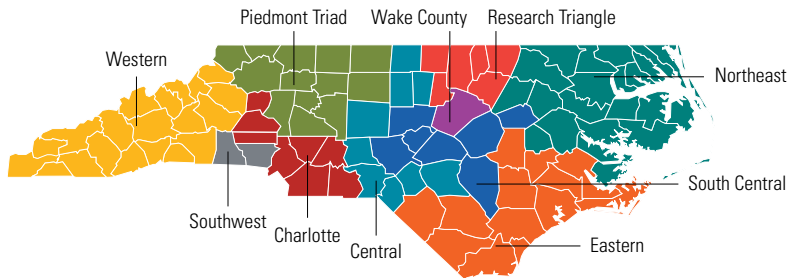 Piedmont Triad
Wake County
Research Triangle
Western
Northeast
South Central
Southwest
Charlotte
Central
Eastern